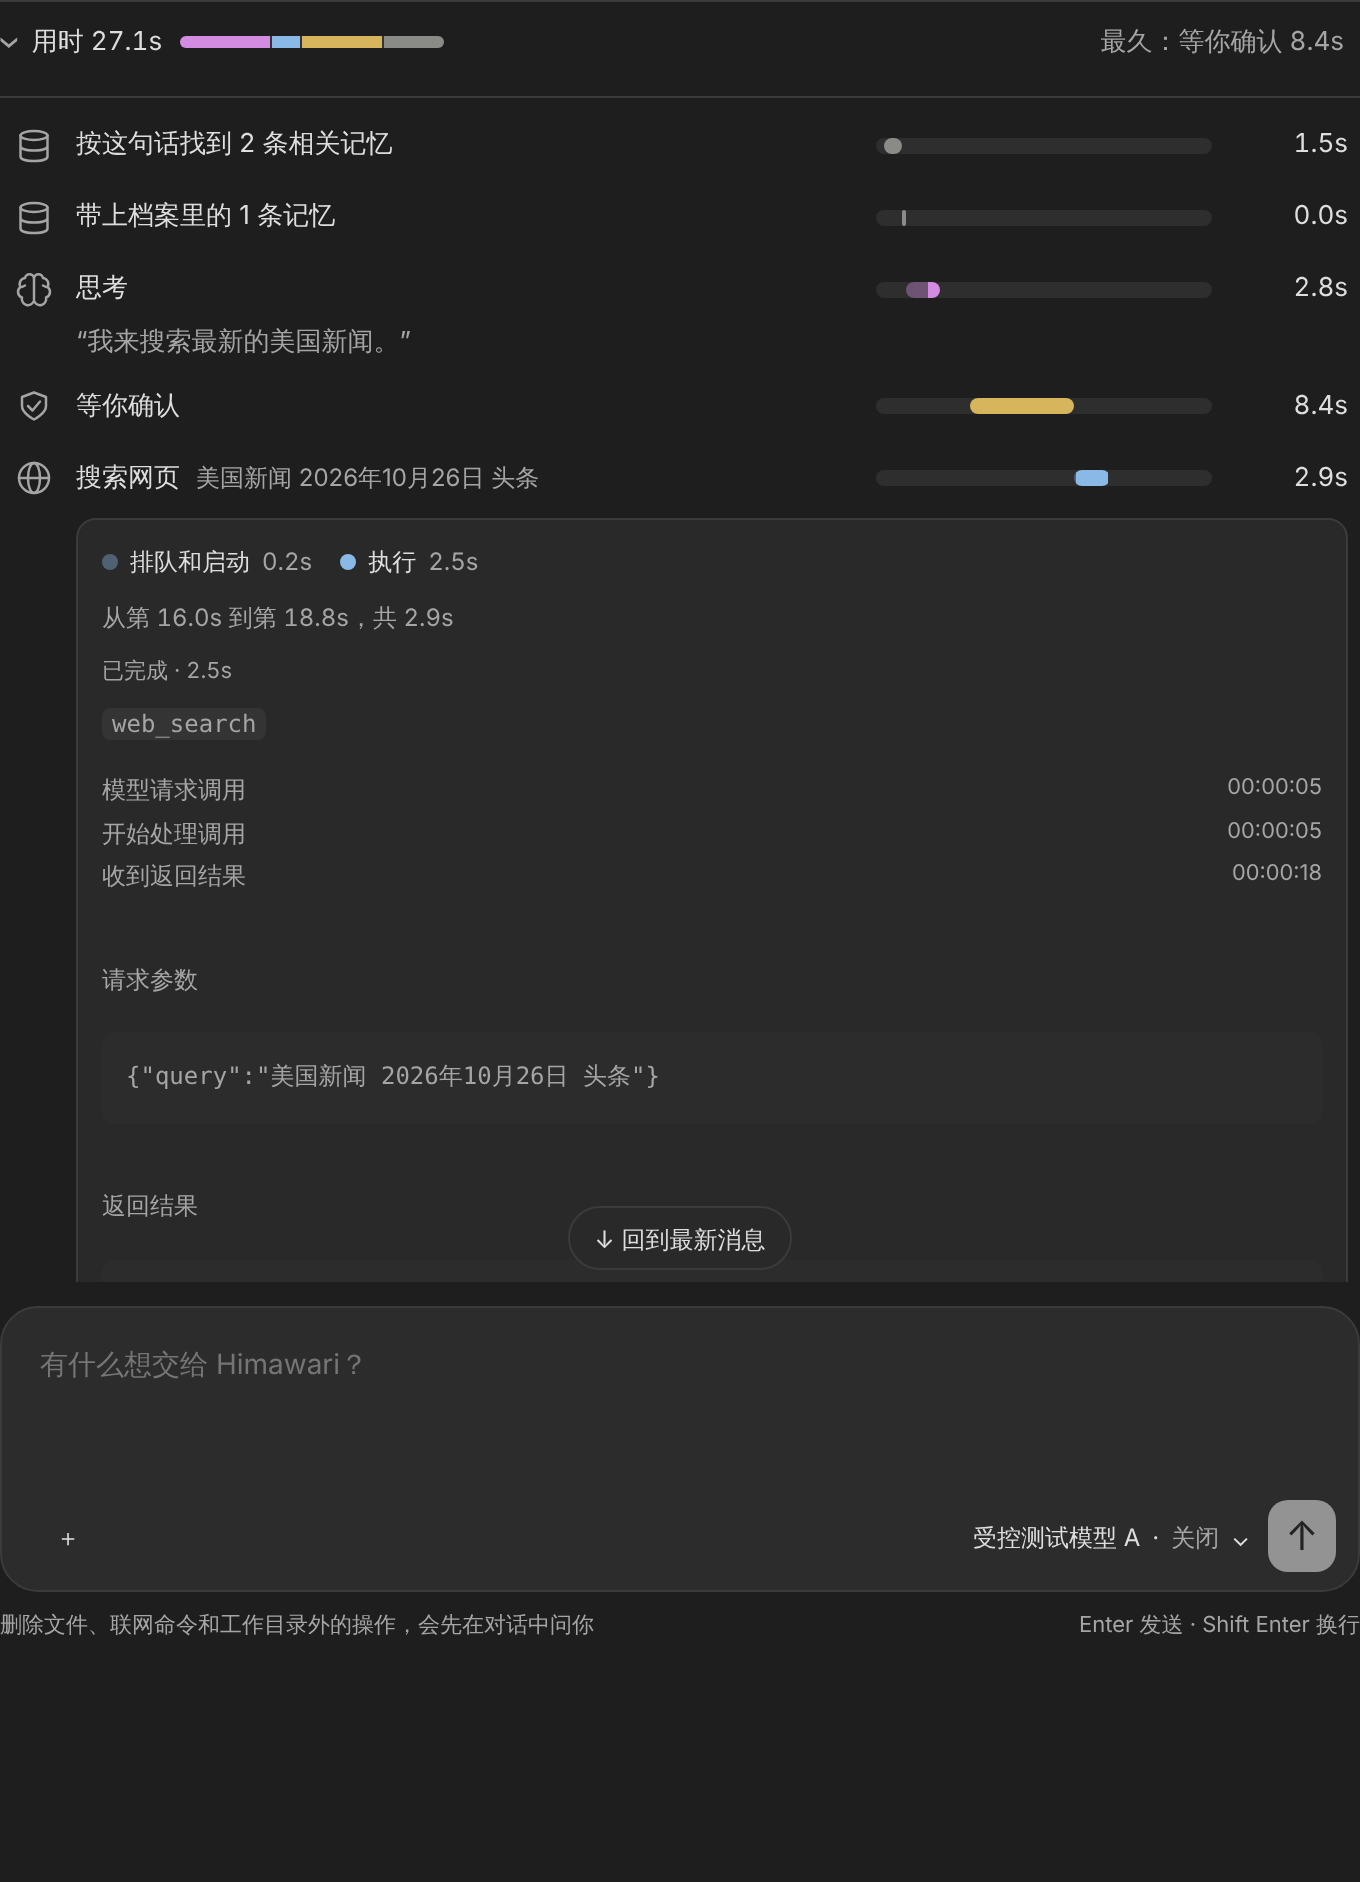 用时 27.1s
最久：等你确认 8.4s
按这句话找到 2 条相关记忆 1.5s
带上档案里的 1 条记忆 0.0s
思考 2.8s
“我来搜索最新的美国新闻。”
等你确认 8.4s
搜索网页 美国新闻 2026年10月26日 头条 2.9s
排队和启动 0.2s 执行 2.5s
从第 16.0s 到第 18.8s，共 2.9s
已完成 · 2.5s
web_search
模型请求调用 00:00:05
开始处理调用 00:00:05
收到返回结果 00:00:18
请求参数
{"query":"美国新闻 2026年10月26日 头条"}
返回结果
↓ 回到最新消息
有什么想交给 Himawari？
+
受控测试模型 A · 关闭
删除文件、联网命令和工作目录外的操作，会先在对话中问你
Enter 发送 · Shift Enter 换行